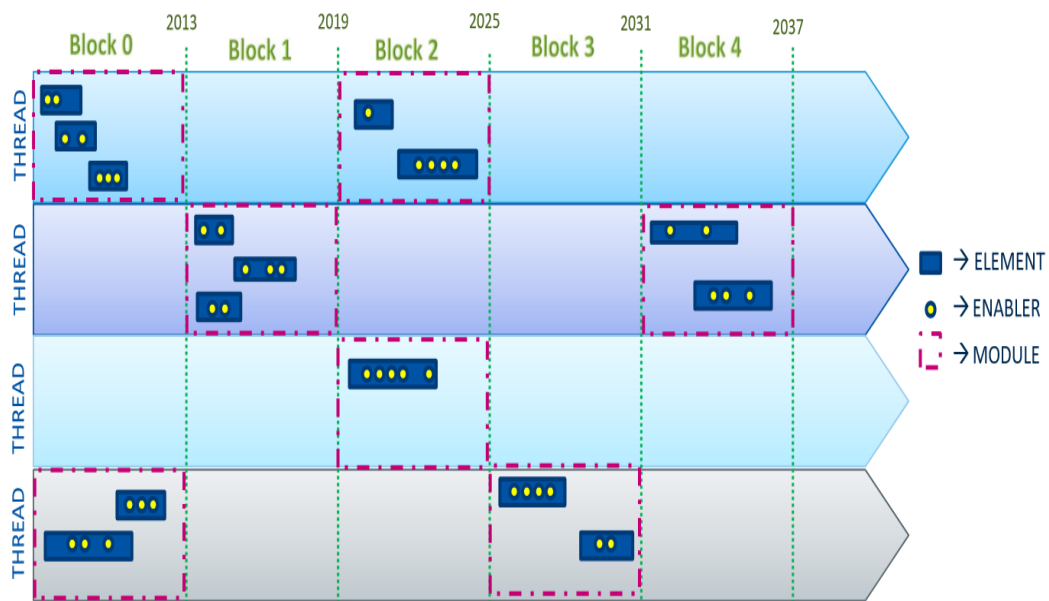 2013
2019
2025
2031
2037
Block 0
Block 1
Block 2
Block 3
Block 4
THREAD
THREAD
THREAD
THREAD
→ ELEMENT
→ ENABLER
→ MODULE